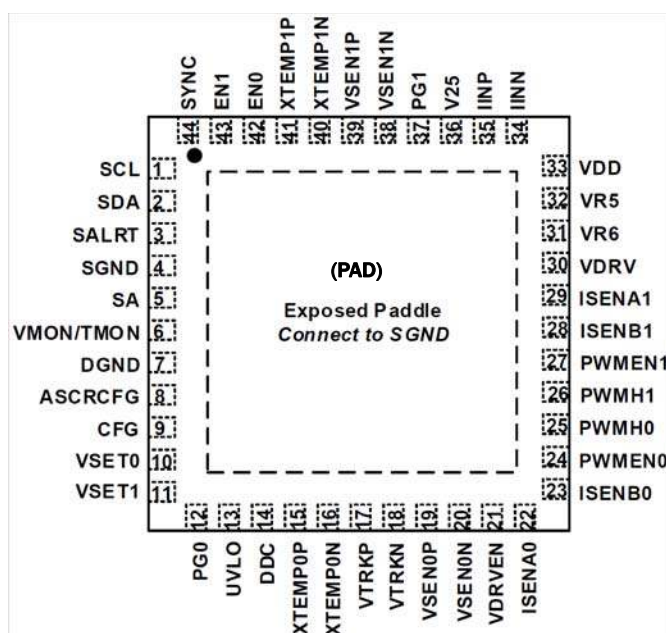 SYNC
EN1
EN0
XTEMP1P
XTEMP1N
VSEN1P
VSEN1N
PG1
V25
IINP
IINN
44
43
42
41
40
39
38
37
36
35
34
SCL 1
SDA 2
SALRT 3
SGND 4
SA 5
VMON/TMON 6
DGND 7
ASCRCFG 8
CFG 9
VSET0 10
VSET1 11
(PAD)
Exposed Paddle
Connect to SGND
33 VDD
32 VR5
31 VR6
30 VDRV
29 ISENA1
28 ISENB1
27 PWMEN1
26 PWMH1
25 PWMH0
24 PWMEN0
23 ISENB0
12
13
14
15
16
17
18
19
20
21
22
PG0
UVLO
DDC
XTEMP0P
XTEMP0N
VTRKP
VTRKN
VSEN0P
VSEN0N
VDRVEN
ISENA0